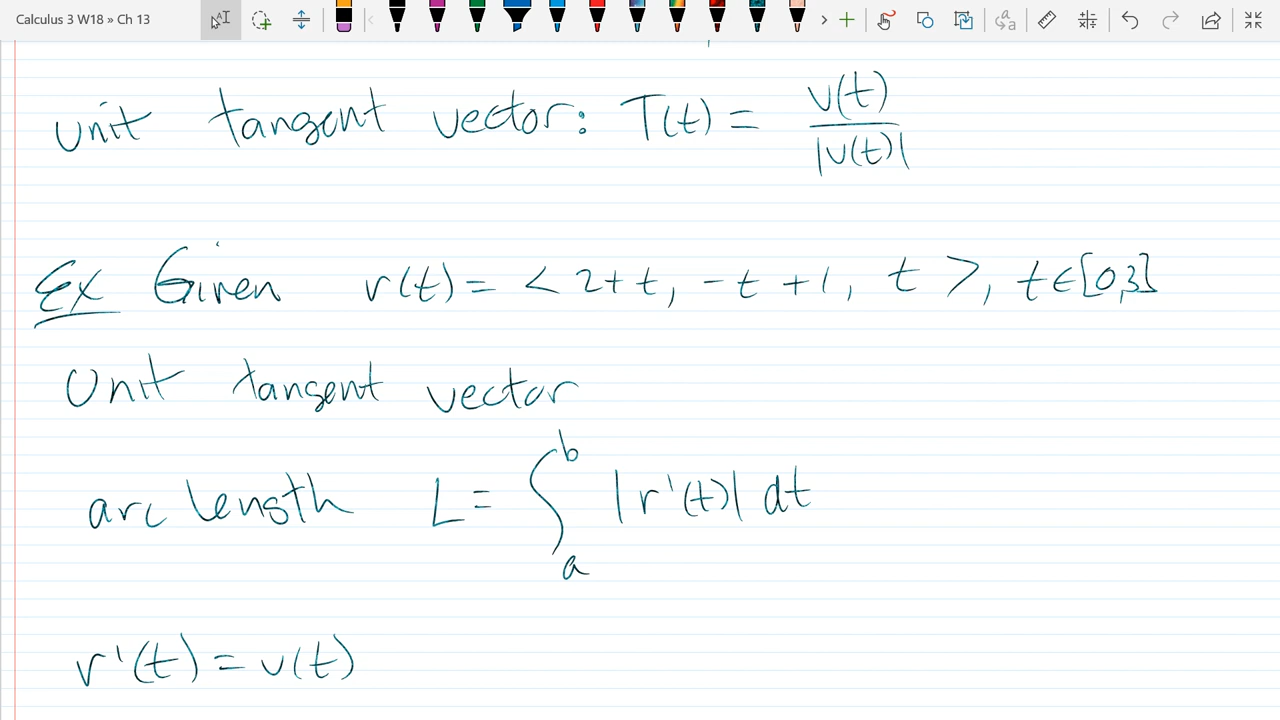 Calculus 3 W18 » Ch 13
Unit tangent vector: T(t) = v(t) / |v(t)|
Ex Given r(t) = < 2+t, -t+1, t >, t∈[0,3]
Unit tangent vector
arc length L = ∫_a^b |r'(t)| dt
r'(t) = v(t)